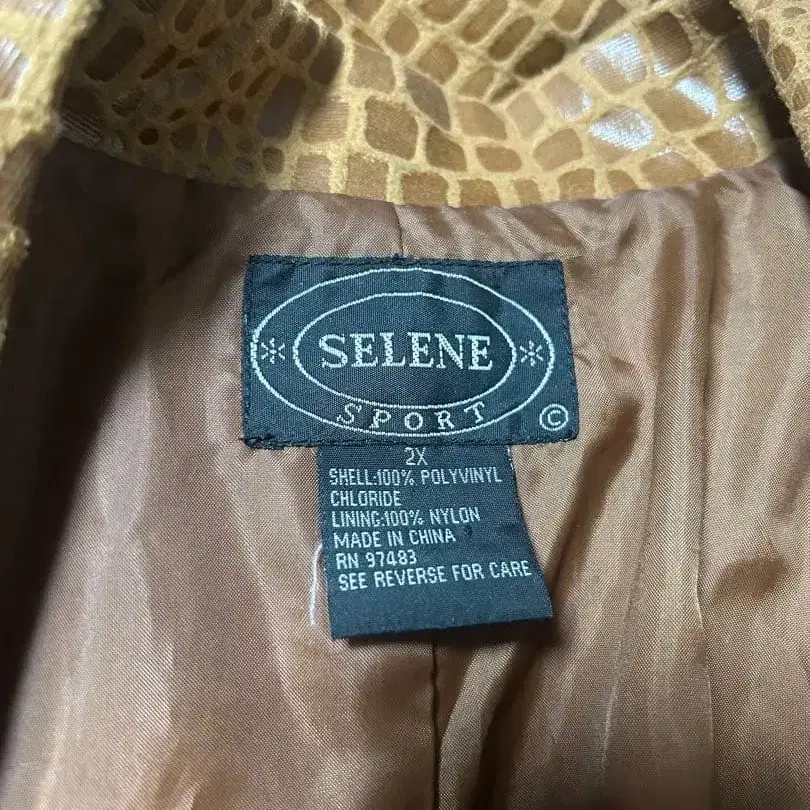 SELENE
SPORT ©
2X
SHELL:100% POLYVINYL
CHLORIDE
LINING:100% NYLON
MADE IN CHINA
RN 97483
SEE REVERSE FOR CARE